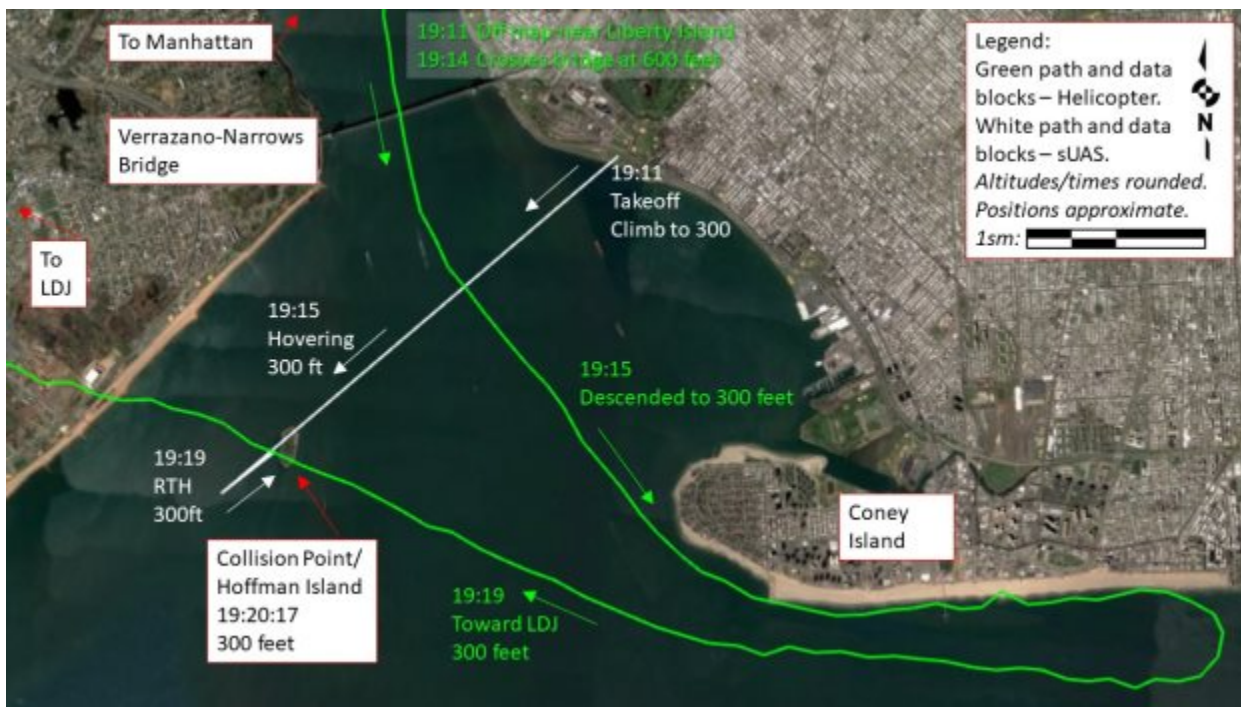 To Manhattan
19:11 Off map near Liberty Island
19:14 Crosses bridge at 600 feet
Legend:
Green path and data
blocks – Helicopter.
White path and data
blocks – sUAS.
Altitudes/times rounded.
Positions approximate.
1sm:
N
Verrazano-Narrows
Bridge
19:11
Takeoff
Climb to 300
To
LDJ
19:15
Hovering
300 ft
19:15
Descended to 300 feet
19:19
RTH
300ft
Coney
Island
Collision Point/
Hoffman Island
19:20:17
300 feet
19:19
Toward LDJ
300 feet